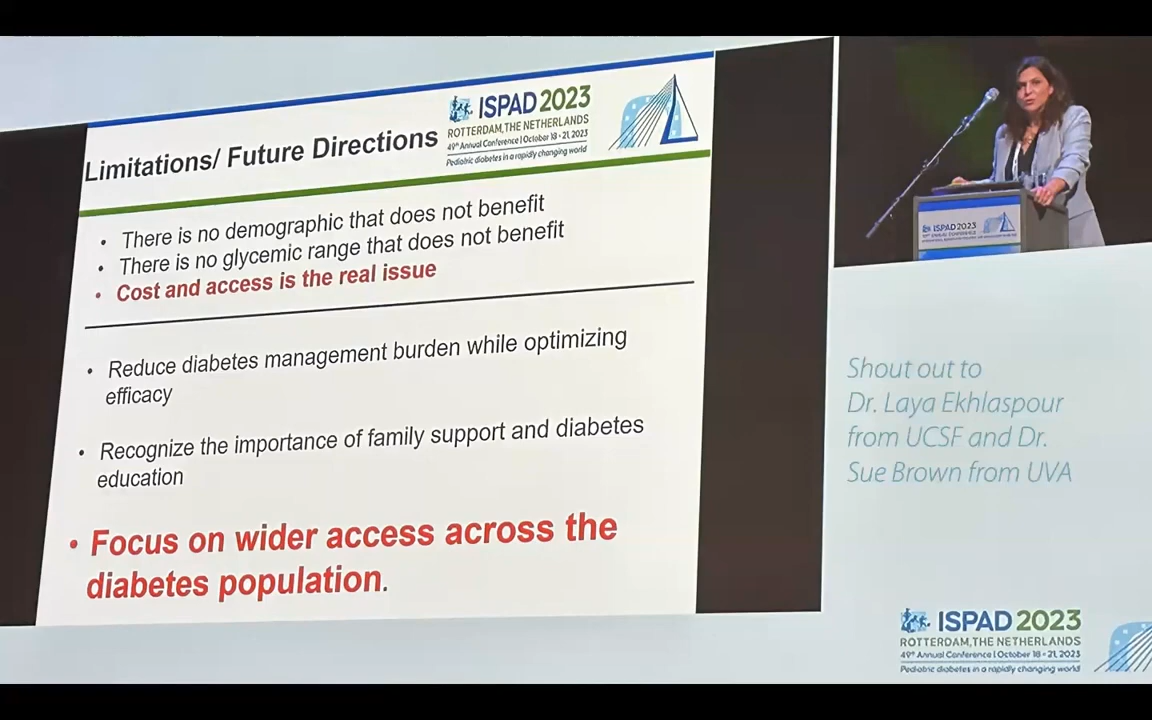 Limitations/ Future Directions
ISPAD 2023
ROTTERDAM, THE NETHERLANDS
49th Annual Conference | October 18 - 21, 2023
Pediatric diabetes in a rapidly changing world
• There is no demographic that does not benefit
• There is no glycemic range that does not benefit
• Cost and access is the real issue
• Reduce diabetes management burden while optimizing
efficacy
• Recognize the importance of family support and diabetes
education
• Focus on wider access across the
diabetes population.
ISPAD 2023
Shout out to
Dr. Laya Ekhlaspour
from UCSF and Dr.
Sue Brown from UVA
ISPAD 2023
ROTTERDAM, THE NETHERLANDS
49th Annual Conference | October 18 - 21, 2023
Pediatric diabetes in a rapidly changing world